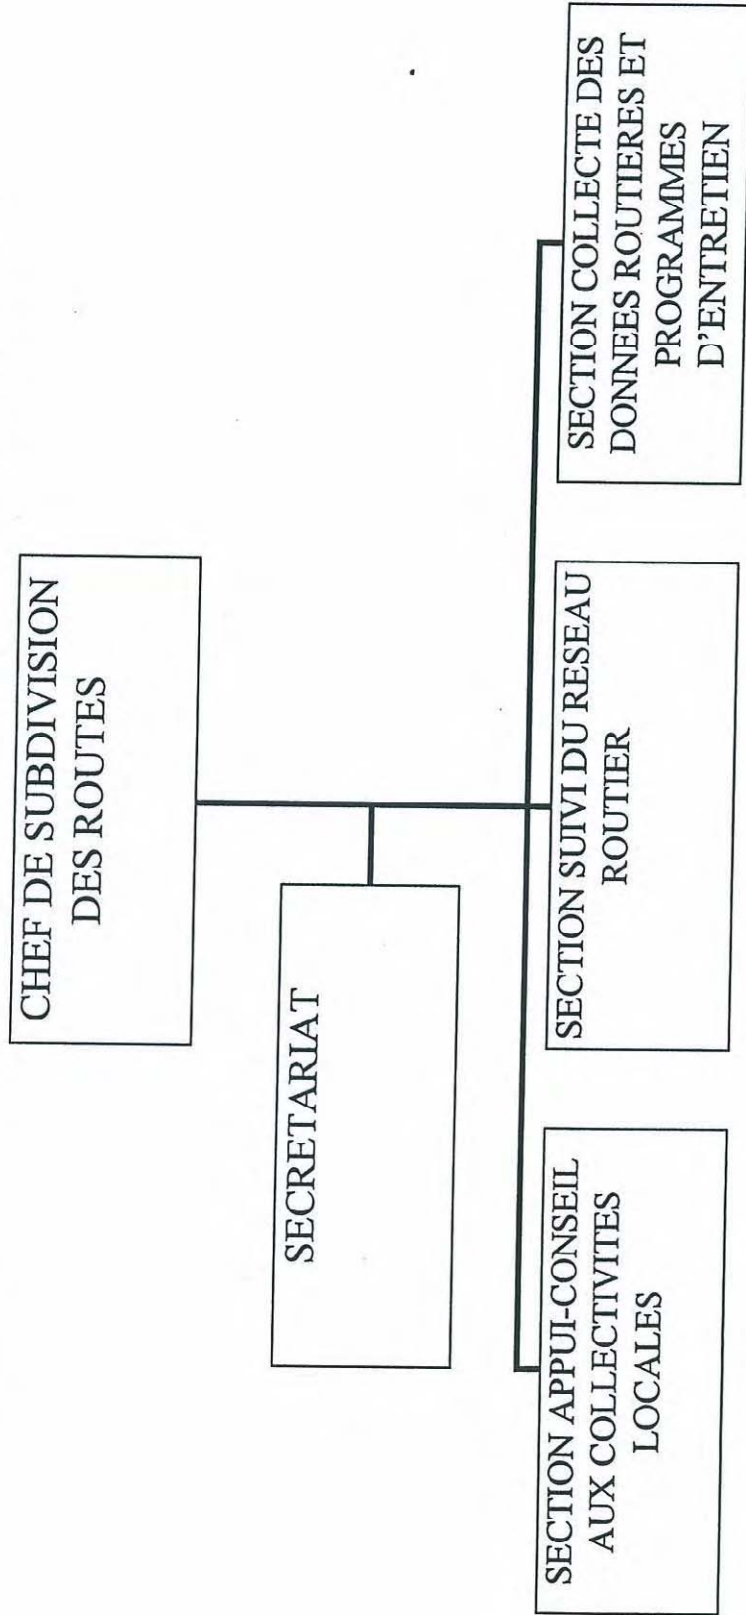 CHEF DE SUBDIVISION
DES ROUTES
SECRETARIAT
SECTION APPUI-CONSEIL
AUX COLLECTIVITES
LOCALES
SECTION SUIVI DU RESEAU
ROUTIER
SECTION COLLECTE DES
DONNEES ROUTIERES ET
PROGRAMMES
D'ENTRETIEN